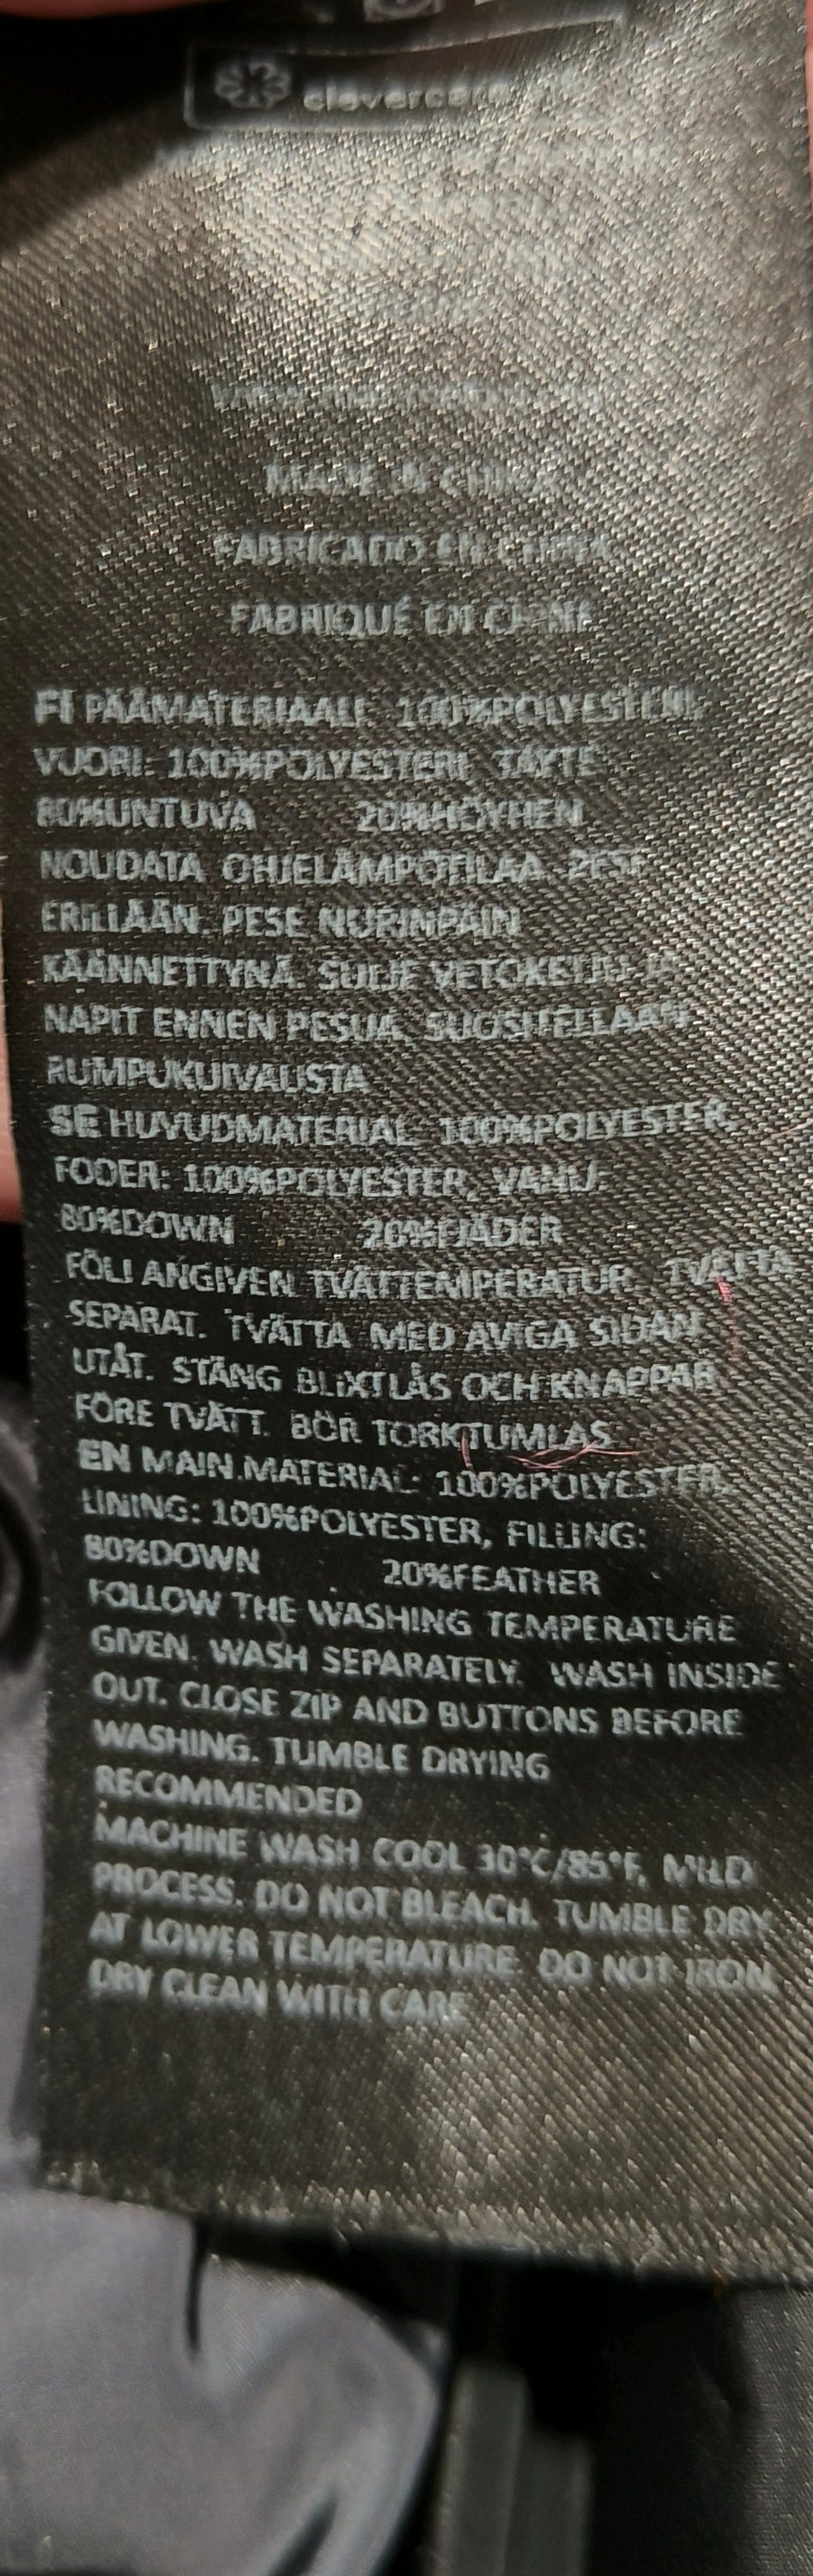 MADE IN CHINA
FABRICADO EN CHINA
FABRIQUÉ EN CHINE
FI PÄÄMATERIAALI: 100%POLYESTERI,
VUORI: 100%POLYESTERI, TÄYTE
80%UNTUVA 20%HÖYHEN
NOUDATA OHJELÄMPÖTILAA. PESE
ERILLÄÄN. PESE NURINPÄIN
KÄÄNNETTYNÄ. SULJE VETOKETJU JA
NAPIT ENNEN PESUA. SUOSITELLAAN
RUMPUKUIVAUSTA
SE HUVUDMATERIAL: 100%POLYESTER,
FODER: 100%POLYESTER, VANU:
80%DOWN 20%FJÄDER
FÖLJ ANGIVEN TVÄTTEMPERATUR. TVÄTTA
SEPARAT. TVÄTTA MED AVIGA SIDAN
UTÅT. STÄNG BLIXTLÅS OCH KNAPPAR
FÖRE TVÄTT. BÖR TORKTUMLAS.
EN MAIN.MATERIAL: 100%POLYESTER,
LINING: 100%POLYESTER, FILLING:
80%DOWN 20%FEATHER
FOLLOW THE WASHING TEMPERATURE
GIVEN. WASH SEPARATELY. WASH INSIDE
OUT. CLOSE ZIP AND BUTTONS BEFORE
WASHING. TUMBLE DRYING
RECOMMENDED
MACHINE WASH COOL 30°C/85°F, MILD
PROCESS. DO NOT BLEACH. TUMBLE DRY
AT LOWER TEMPERATURE. DO NOT IRON.
DRY CLEAN WITH CARE